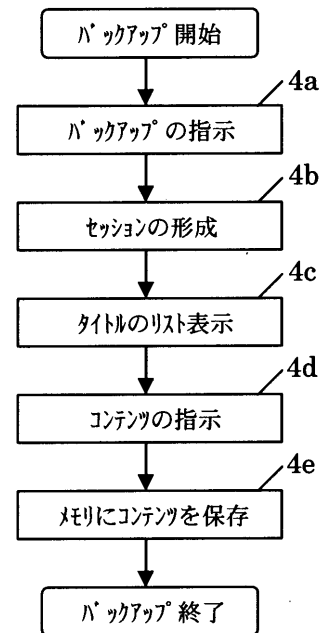 バックアップ開始
4a
バックアップの指示
4b
セッションの形成
4c
タイトルのリスト表示
4d
コンテンツの指示
4e
メモリにコンテンツを保存
バックアップ終了